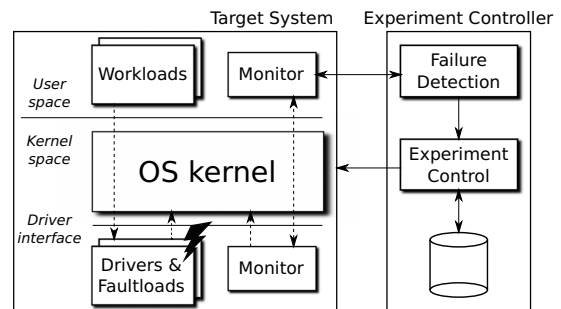 Target System
Experiment Controller
Workloads
Monitor
Failure
Detection
User
space
Kernel
space
OS kernel
Experiment
Control
Driver
interface
Drivers &
Faultloads
Monitor